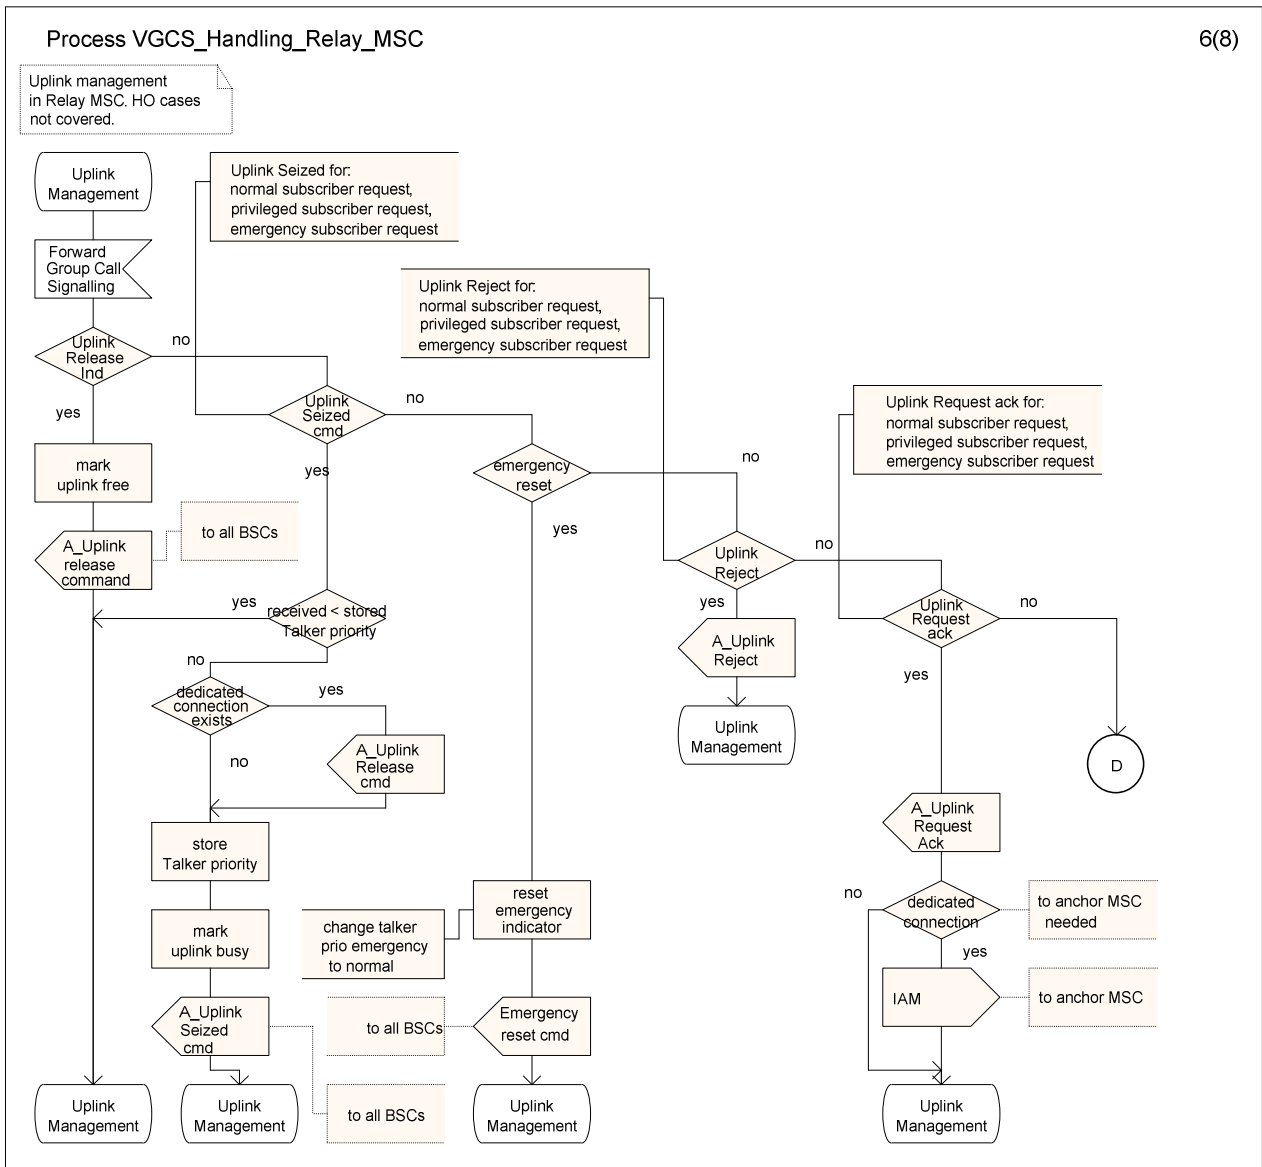 Process VGCS_Handling_Relay_MSC
6(8)
Uplink management
in Relay MSC. HO cases
not covered.
Uplink
Management
Uplink Seized for:
normal subscriber request,
privileged subscriber request,
emergency subscriber request
Forward
Group Call
Signalling
Uplink Reject for:
normal subscriber request,
privileged subscriber request,
emergency subscriber request
Uplink
Release
Ind
no
yes
Uplink
Seized
cmd
no
yes
Uplink Request ack for:
normal subscriber request,
privileged subscriber request,
emergency subscriber request
mark
uplink free
emergency
reset
no
yes
A_Uplink
release
command
to all BSCs
Uplink
Reject
no
yes
received < stored
Talker priority
yes
no
Uplink
Request
ack
no
yes
A_Uplink
Reject
dedicated
connection
exists
yes
no
Uplink
Management
A_Uplink
Release
cmd
D
store
Talker priority
A_Uplink
Request
Ack
reset
emergency
indicator
change talker
prio emergency
to normal
mark
uplink busy
dedicated
connection
no
yes
to anchor MSC
needed
A_Uplink
Seized
cmd
to all BSCs
Emergency
reset cmd
IAM
to anchor MSC
Uplink
Management
Uplink
Management
to all BSCs
Uplink
Management
Uplink
Management